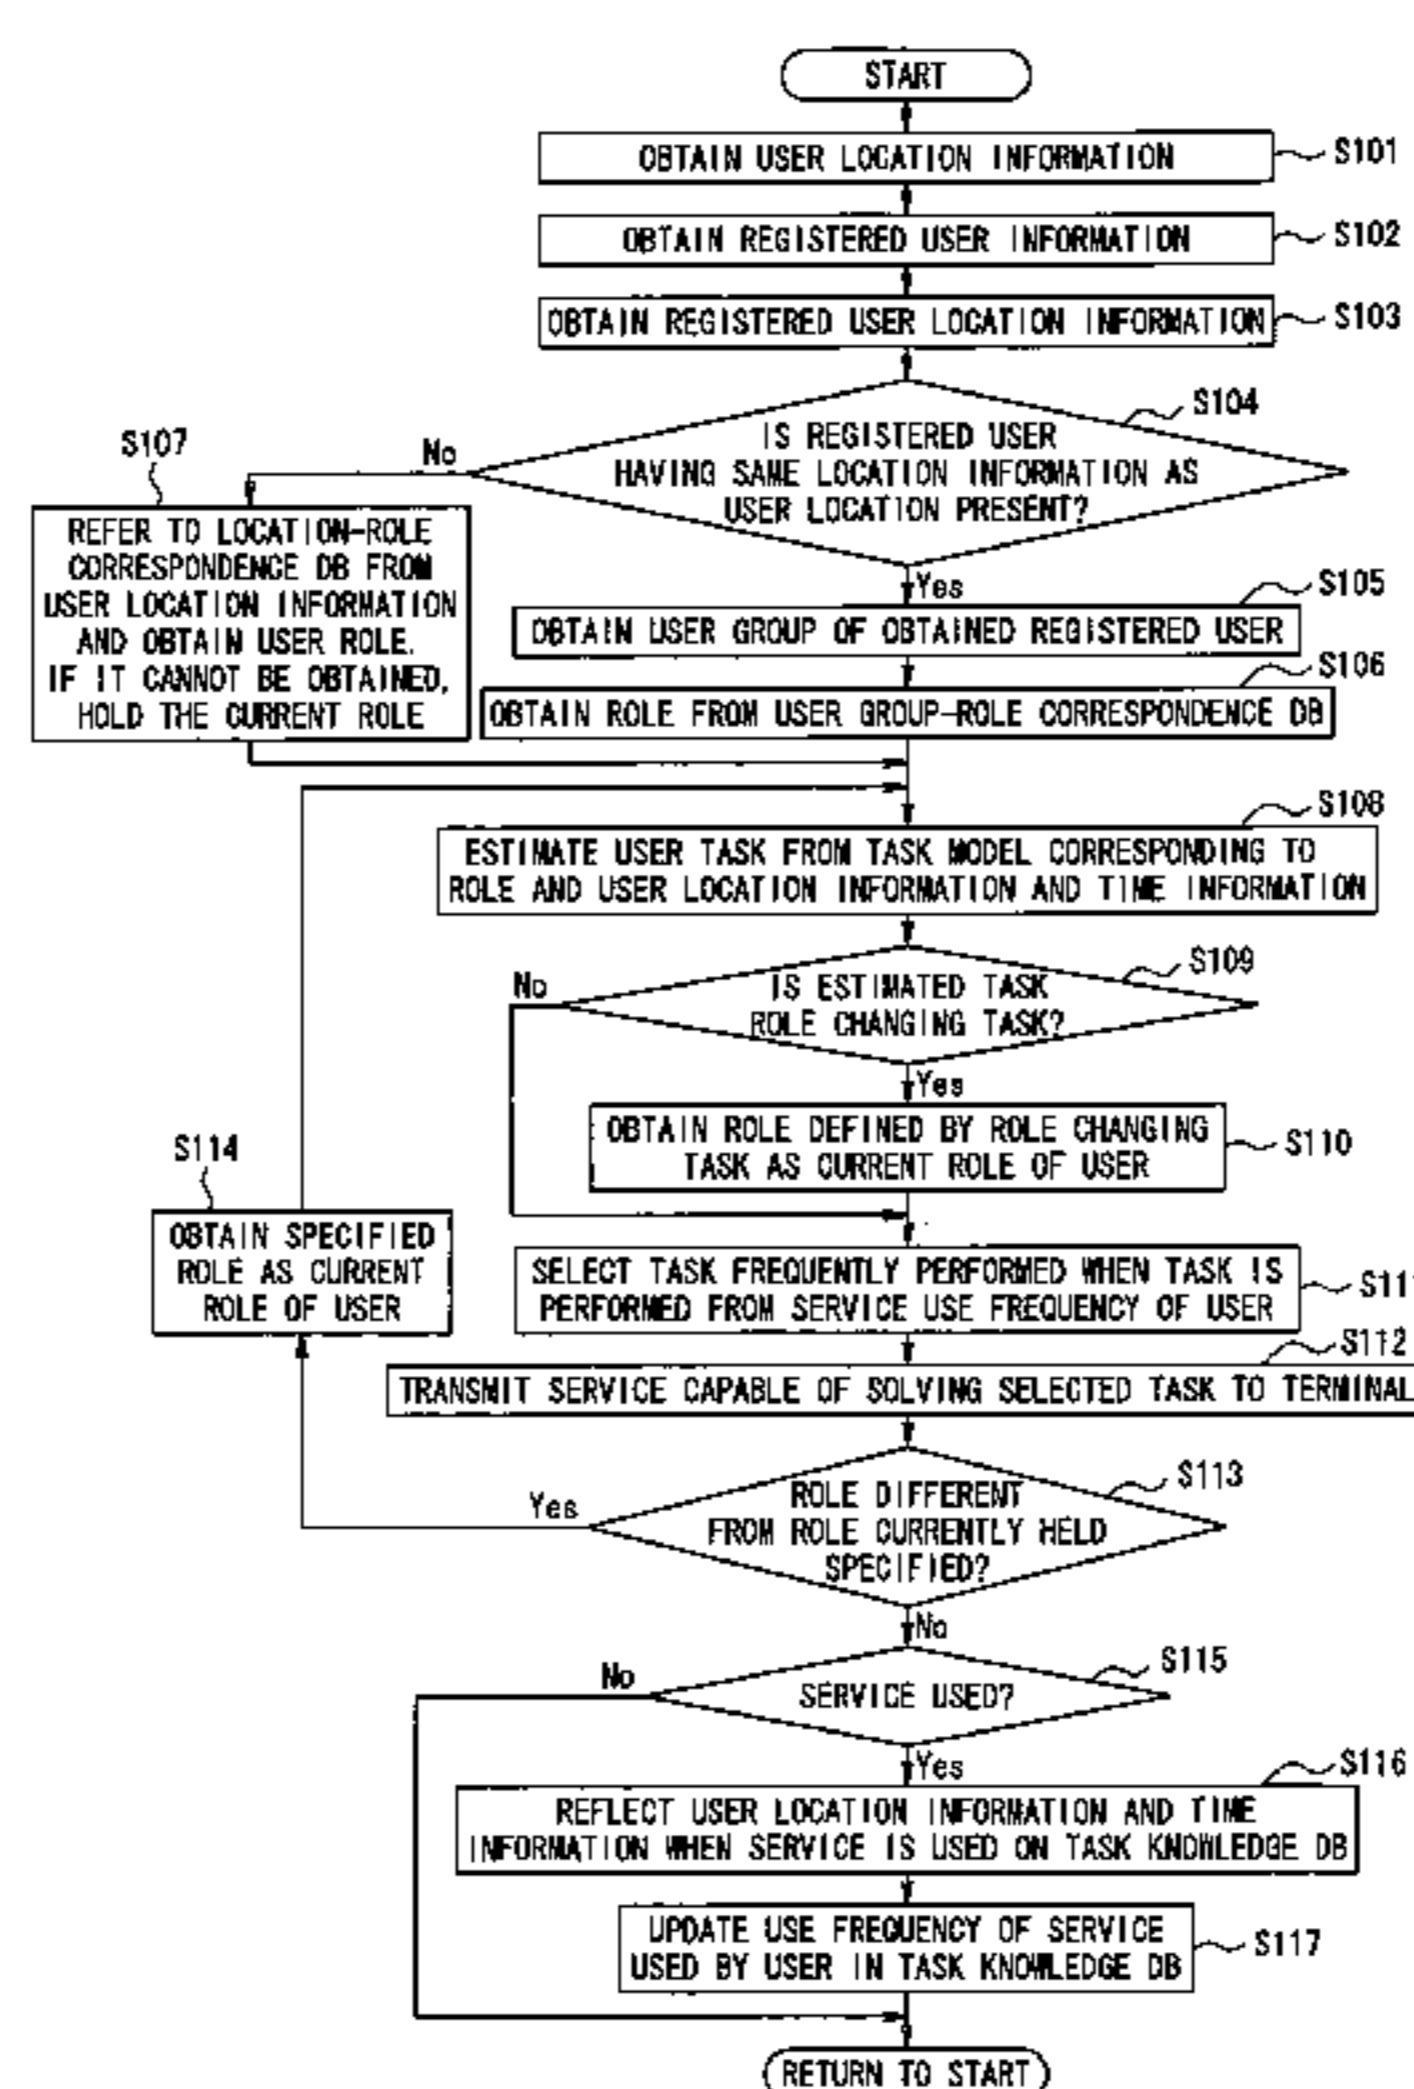 START
OBTAIN USER LOCATION INFORMATION
S101
OBTAIN REGISTERED USER INFORMATION
S102
OBTAIN REGISTERED USER LOCATION INFORMATION
S103
IS REGISTERED USER
HAVING SAME LOCATION INFORMATION AS
USER LOCATION PRESENT?
S104
No
S107
REFER TO LOCATION-ROLE
CORRESPONDENCE DB FROM
USER LOCATION INFORMATION
AND OBTAIN USER ROLE.
IF IT CANNOT BE OBTAINED,
HOLD THE CURRENT ROLE
Yes
S105
OBTAIN USER GROUP OF OBTAINED REGISTERED USER
S106
OBTAIN ROLE FROM USER GROUP-ROLE CORRESPONDENCE DB
S108
ESTIMATE USER TASK FROM TASK MODEL CORRESPONDING TO
ROLE AND USER LOCATION INFORMATION AND TIME INFORMATION
S109
No
IS ESTIMATED TASK
ROLE CHANGING TASK?
Yes
OBTAIN ROLE DEFINED BY ROLE CHANGING
TASK AS CURRENT ROLE OF USER
S110
S114
OBTAIN SPECIFIED
ROLE AS CURRENT
ROLE OF USER
SELECT TASK FREQUENTLY PERFORMED WHEN TASK IS
PERFORMED FROM SERVICE USE FREQUENCY OF USER
S111
S112
TRANSMIT SERVICE CAPABLE OF SOLVING SELECTED TASK TO TERMINAL
S113
Yes
ROLE DIFFERENT
FROM ROLE CURRENTLY HELD
SPECIFIED?
No
S115
No
SERVICE USED?
Yes
S116
REFLECT USER LOCATION INFORMATION AND TIME
INFORMATION WHEN SERVICE IS USED ON TASK KNOWLEDGE DB
UPDATE USE FREQUENCY OF SERVICE
USED BY USER IN TASK KNOWLEDGE DB
S117
RETURN TO START